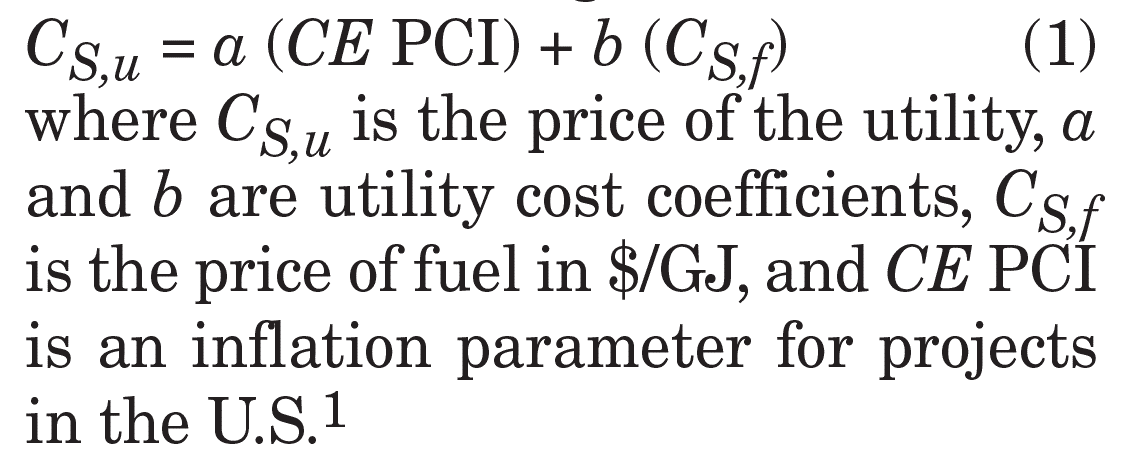 C_{S,u} = a (CE PCI) + b (C_{S,f}) (1)
where C_{S,u} is the price of the utility, a
and b are utility cost coefficients, C_{S,f}
is the price of fuel in $/GJ, and CE PCI
is an inflation parameter for projects
in the U.S.¹